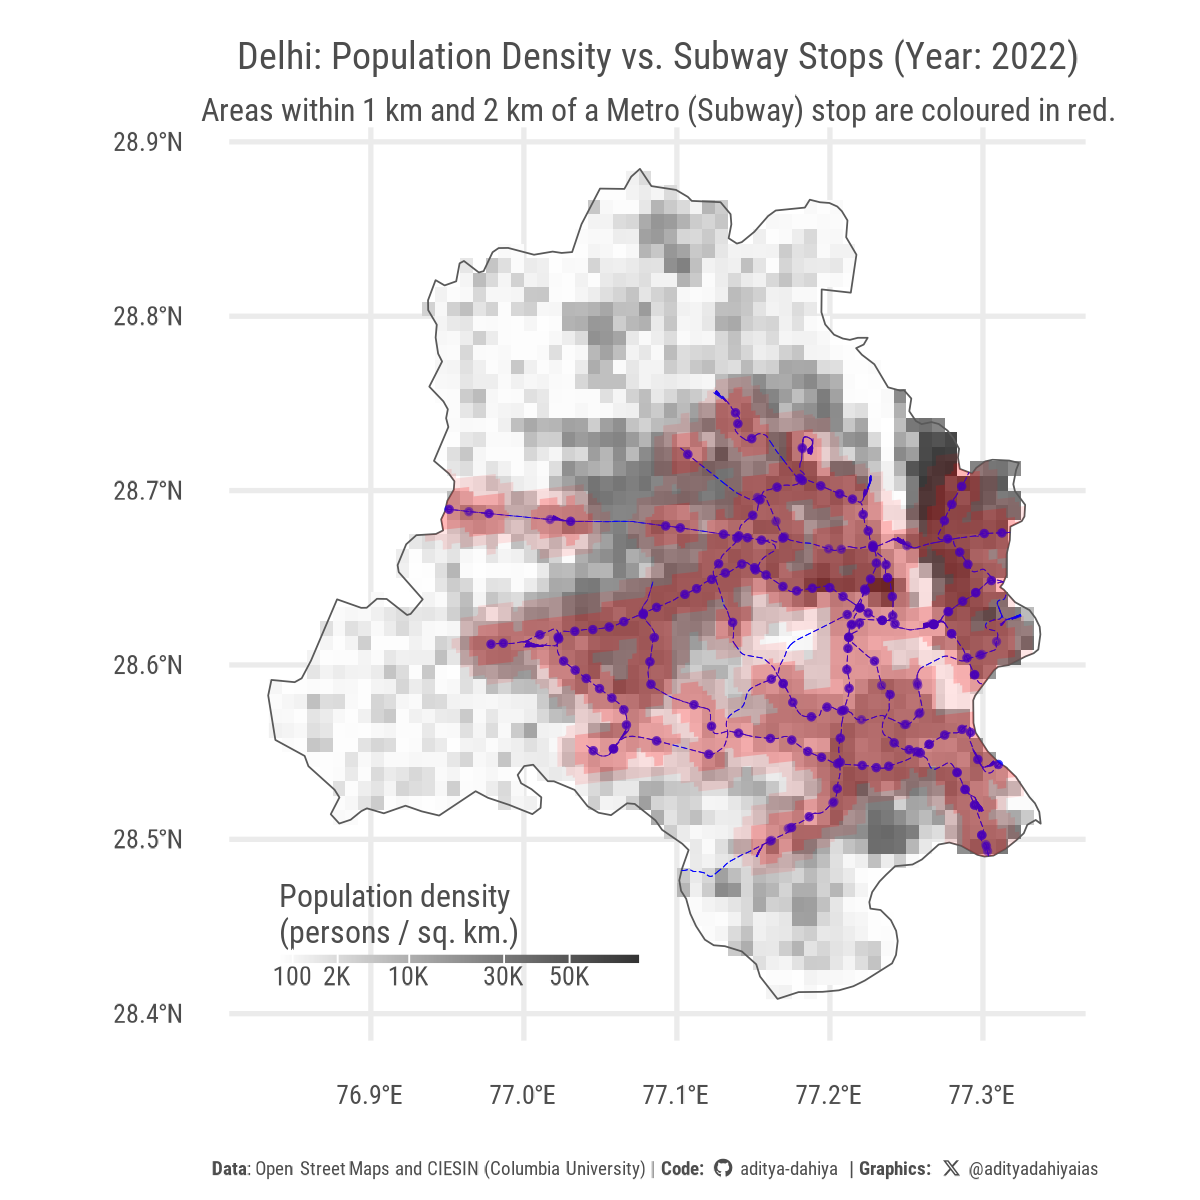 Delhi: Population Density vs. Subway Stops (Year: 2022)
Areas within 1 km and 2 km of a Metro (Subway) stop are coloured in red.
28.9°N
28.8°N
28.7°N
28.6°N
28.5°N
28.4°N
Population density
(persons / sq. km.)
100 2K 10K 30K 50K
76.9°E 77.0°E 77.1°E 77.2°E 77.3°E
Data: Open Street Maps and CIESIN (Columbia University) | Code: aditya-dahiya | Graphics: @adityadahiyaias